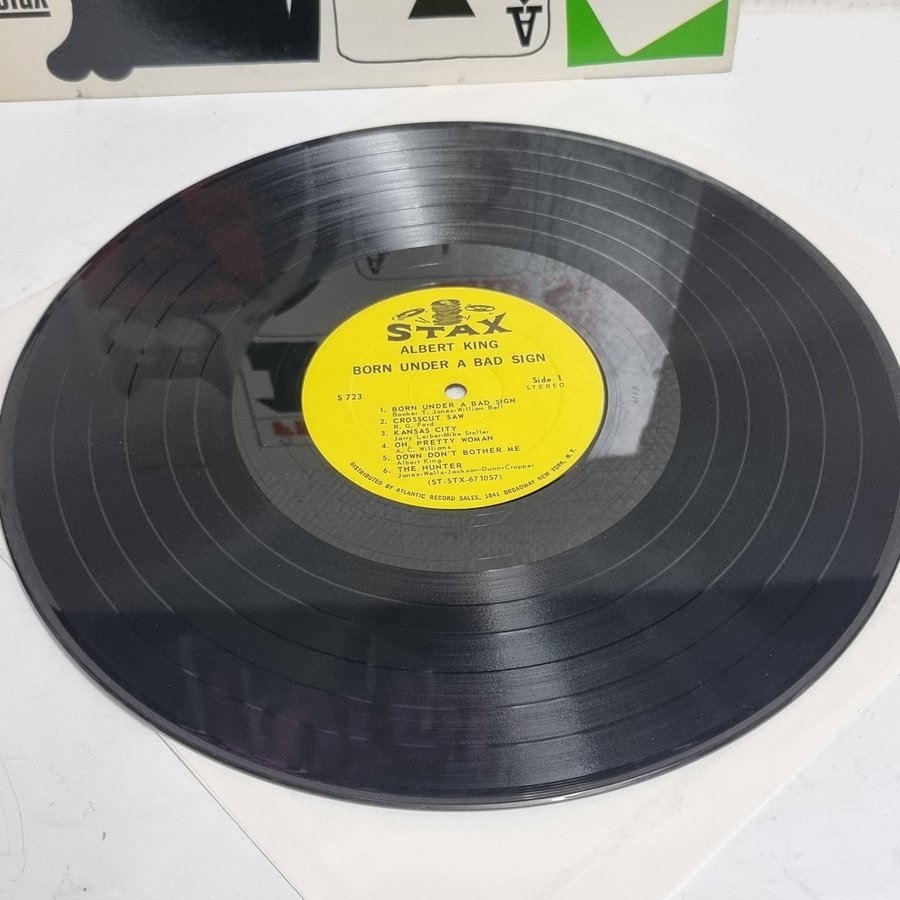 stax
A
STAX
ALBERT KING
BORN UNDER A BAD SIGN
S 723
Side 1
STEREO
1. BORN UNDER A BAD SIGN
Booker T. Jones-William Bell
2. CROSSCUT SAW
R. G. Ford
3. KANSAS CITY
Jerry Leiber-Mike Stoller
4. OH, PRETTY WOMAN
A. C. Williams
5. DOWN DON'T BOTHER ME
Albert King
6. THE HUNTER
Jones-Wells-Jackson-Dunn-Cropper
(ST-STX-671057)
DISTRIBUTED BY ATLANTIC RECORD SALES, 1841 BROADWAY NEW YORK, N.Y.